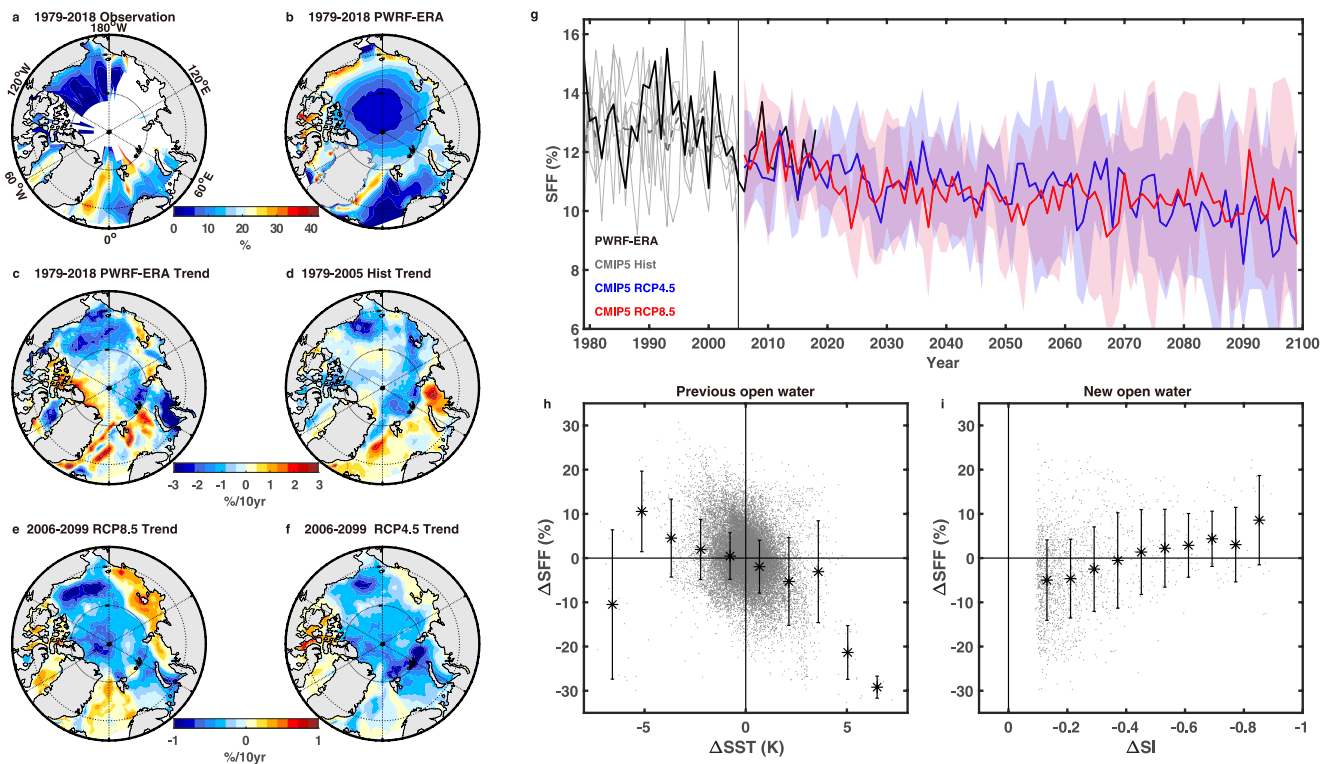 a 1979-2018 Observation
180°W
120°W
120°E
60°W
60°E
0°
b 1979-2018 PWRF-ERA
0 10 20 30 40
%
c 1979-2018 PWRF-ERA Trend
d 1979-2005 Hist Trend
-3 -2 -1 0 1 2 3
%/10yr
e 2006-2099 RCP8.5 Trend
f 2006-2099 RCP4.5 Trend
-1 0 1
%/10yr
g
16
14
12
10
8
6
SFF (%)
PWRF-ERA
CMIP5 Hist
CMIP5 RCP4.5
CMIP5 RCP8.5
1980 1990 2000 2010 2020 2030 2040 2050 2060 2070 2080 2090 2100
Year
h Previous open water
30
20
10
0
-10
-20
-30
ΔSFF (%)
-5 0 5
ΔSST (K)
i New open water
30
20
10
0
-10
-20
-30
ΔSFF (%)
0 -0.2 -0.4 -0.6 -0.8 -1
ΔSI